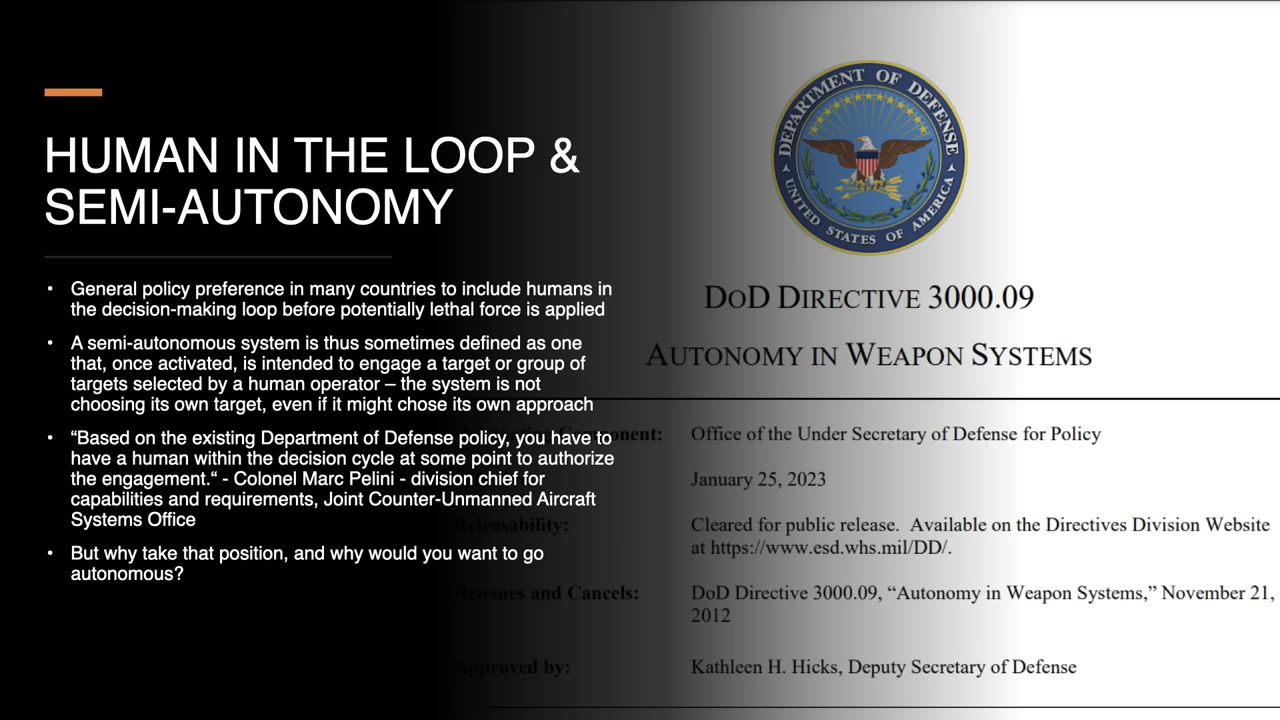 HUMAN IN THE LOOP &
SEMI-AUTONOMY
• General policy preference in many countries to include humans in
the decision-making loop before potentially lethal force is applied
• A semi-autonomous system is thus sometimes defined as one
that, once activated, is intended to engage a target or group of
targets selected by a human operator – the system is not
choosing its own target, even if it might chose its own approach
• “Based on the existing Department of Defense policy, you have to
have a human within the decision cycle at some point to authorize
the engagement.“ - Colonel Marc Pelini - division chief for
capabilities and requirements, Joint Counter-Unmanned Aircraft
Systems Office
• But why take that position, and why would you want to go
autonomous?
DEPARTMENT OF DEFENSE
UNITED STATES OF AMERICA
DOD DIRECTIVE 3000.09
AUTONOMY IN WEAPON SYSTEMS
Component: Office of the Under Secretary of Defense for Policy
January 25, 2023
Releasability: Cleared for public release. Available on the Directives Division Website
at https://www.esd.whs.mil/DD/.
Reissues and Cancels: DoD Directive 3000.09, “Autonomy in Weapon Systems,” November 21,
2012
Approved by: Kathleen H. Hicks, Deputy Secretary of Defense